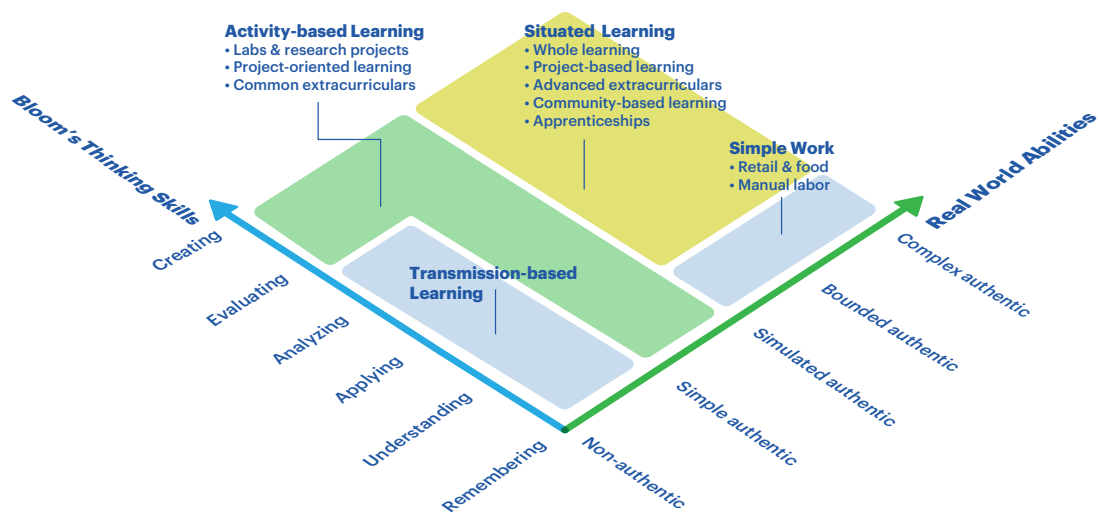 Activity-based Learning
• Labs & research projects
• Project-oriented learning
• Common extracurriculars
Situated Learning
• Whole learning
• Project-based learning
• Advanced extracurriculars
• Community-based learning
• Apprenticeships
Simple Work
• Retail & food
• Manual labor
Transmission-based
Learning
Bloom's Thinking Skills
Creating
Evaluating
Analyzing
Applying
Understanding
Remembering
Real World Abilities
Complex authentic
Bounded authentic
Simulated authentic
Simple authentic
Non-authentic